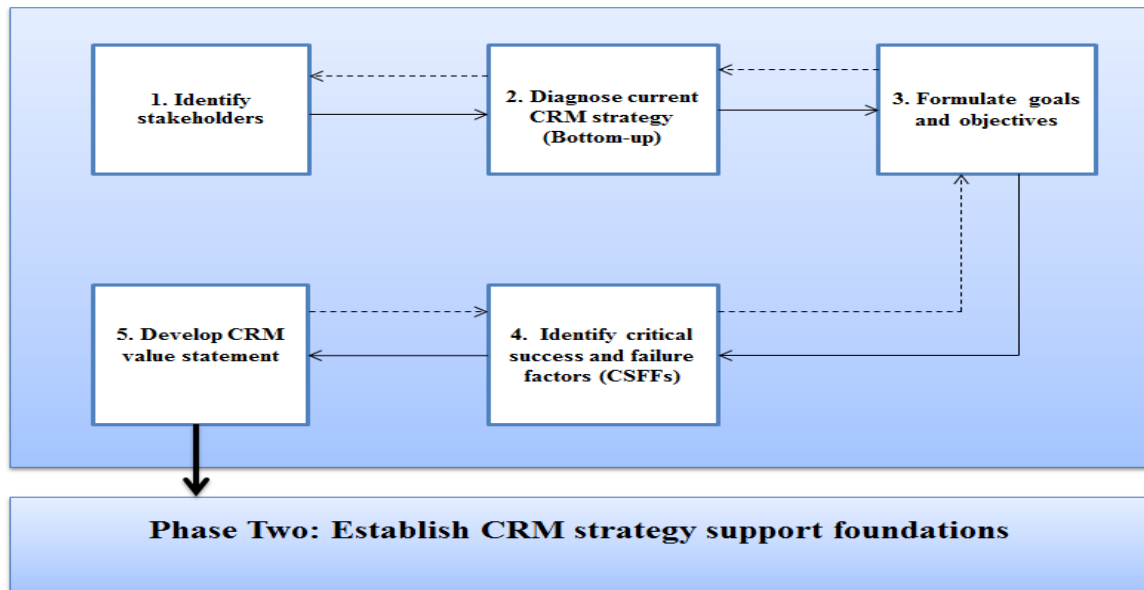 1. Identify
stakeholders
2. Diagnose current
CRM strategy
(Bottom-up)
3. Formulate goals
and objectives
5. Develop CRM
value statement
4. Identify critical
success and failure
factors (CSFFs)
Phase Two: Establish CRM strategy support foundations